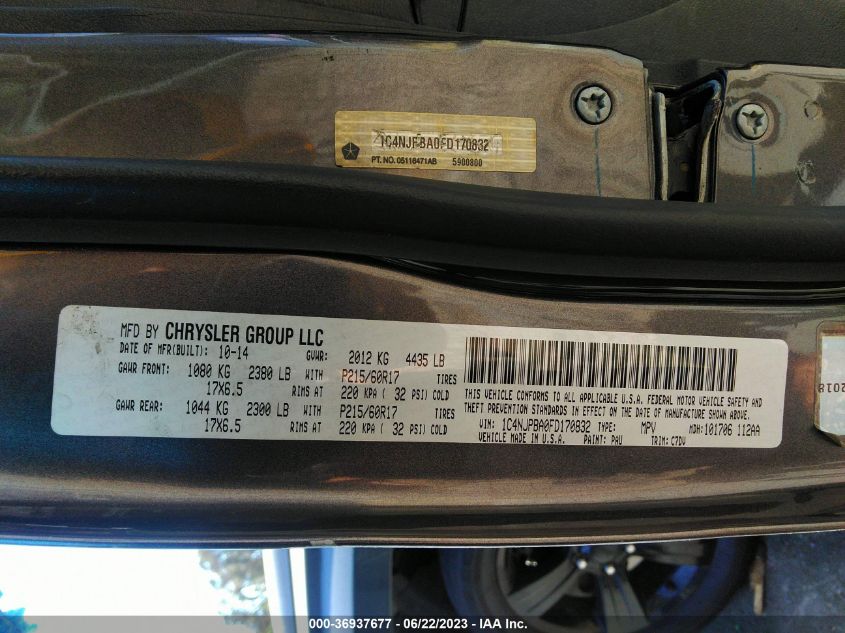 1C4NJPBA0FD170832
PT. NO. 05116471AB 5900800
MFD BY CHRYSLER GROUP LLC
DATE OF MFR(BUILT): 10-14 GVWR: 2012 KG 4435 LB
GAWR FRONT: 1080 KG 2380 LB WITH P215/60R17 TIRES
17X6.5 RIMS AT 220 KPA ( 32 PSI) COLD
GAWR REAR: 1044 KG 2300 LB WITH P215/60R17 TIRES
17X6.5 RIMS AT 220 KPA ( 32 PSI) COLD
THIS VEHICLE CONFORMS TO ALL APPLICABLE U.S.A. FEDERAL MOTOR VEHICLE SAFETY AND
THEFT PREVENTION STANDARDS IN EFFECT ON THE DATE OF MANUFACTURE SHOWN ABOVE.
VIN: 1C4NJPBA0FD170832 TYPE: MPV MDH: 101706 112AA
VEHICLE MADE IN U.S.A. PAINT: PAU TRIM: C7DV
2018
000-36937677 / 06/22/2023 / IAA Inc.